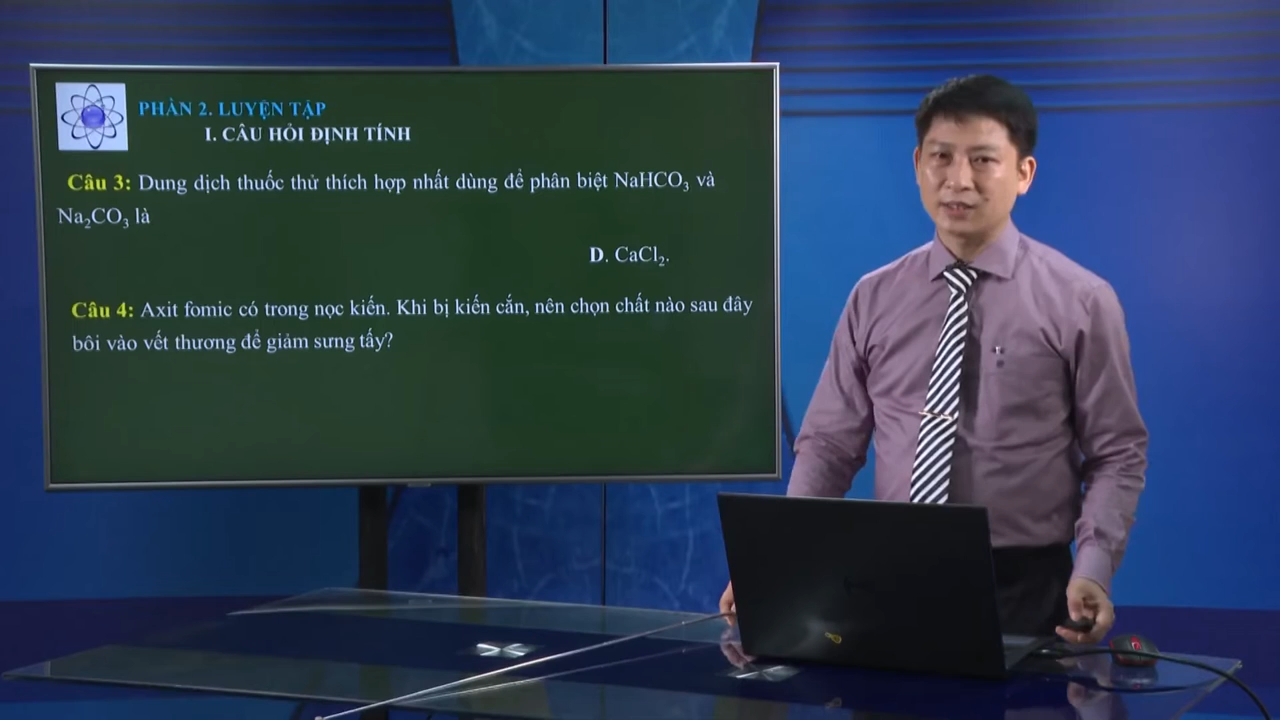 PHẦN 2. LUYỆN TẬP
I. CÂU HỎI ĐỊNH TÍNH
Câu 3: Dung dịch thuốc thử thích hợp nhất dùng để phân biệt NaHCO₃ và
Na₂CO₃ là
D. CaCl₂.
Câu 4: Axit fomic có trong nọc kiến. Khi bị kiến cắn, nên chọn chất nào sau đây
bôi vào vết thương để giảm sưng tấy?